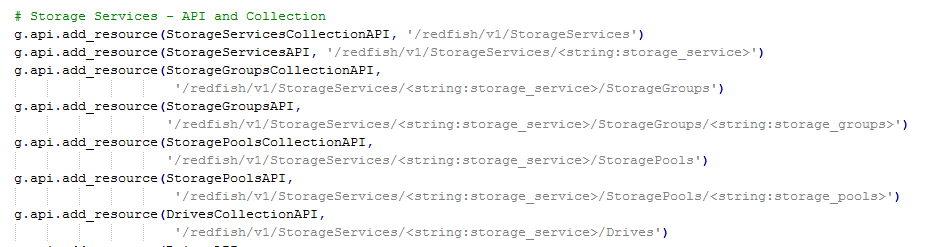 # Storage Services - API and Collection
g.api.add_resource(StorageServicesCollectionAPI, '/redfish/v1/StorageServices')
g.api.add_resource(StorageServicesAPI, '/redfish/v1/StorageServices/<string:storage_service>')
g.api.add_resource(StorageGroupsCollectionAPI,
'/redfish/v1/StorageServices/<string:storage_service>/StorageGroups')
g.api.add_resource(StorageGroupsAPI,
'/redfish/v1/StorageServices/<string:storage_service>/StorageGroups/<string:storage_groups>')
g.api.add_resource(StoragePoolsCollectionAPI,
'/redfish/v1/StorageServices/<string:storage_service>/StoragePools')
g.api.add_resource(StoragePoolsAPI,
'/redfish/v1/StorageServices/<string:storage_service>/StoragePools/<string:storage_pools>')
g.api.add_resource(DrivesCollectionAPI,
'/redfish/v1/StorageServices/<string:storage_service>/Drives')